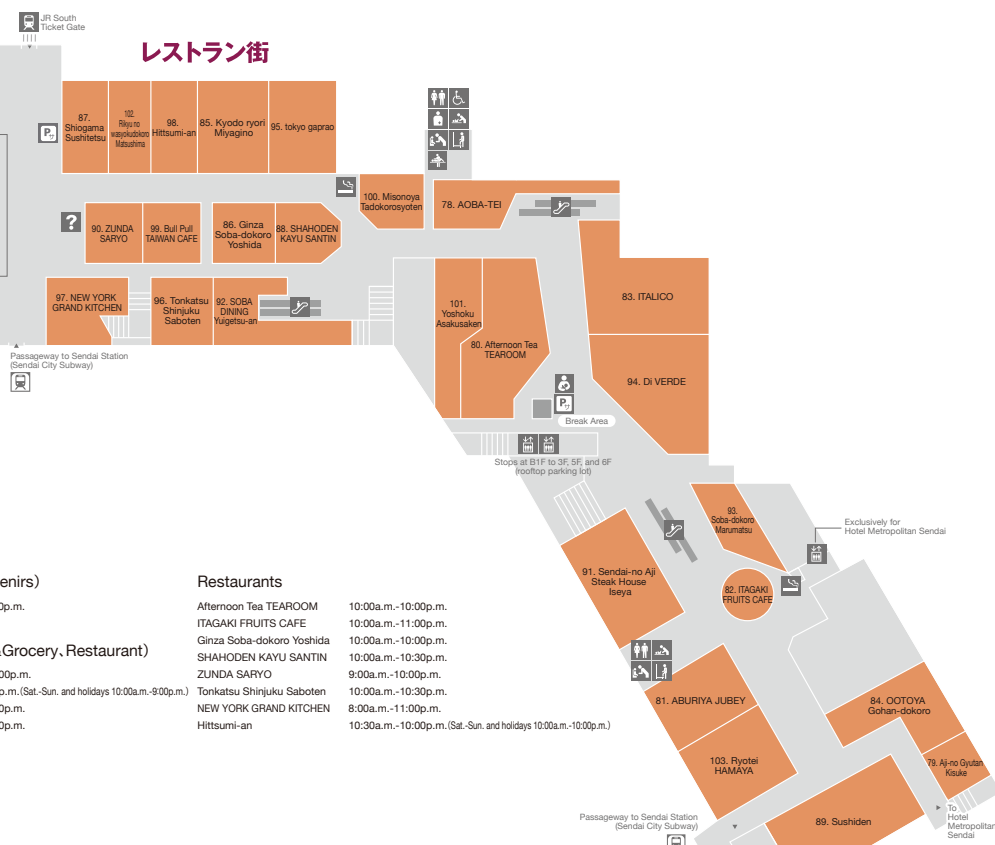 JR South
Ticket Gate
レストラン街
87.
Shiogama
Sushitetsu
102.
Rikyu no
wasyokudokoro
Matsushima
98.
Hittsumi-an
85. Kyodo ryori
Miyagino
95. tokyo gaprao
P
100. Misonoya
Tadokorosyoten
78. AOBA-TEI
?
90. ZUNDA
SARYO
99. Bull Pull
TAIWAN CAFE
86. Ginza
Soba-dokoro
Yoshida
88. SHAHODEN
KAYU SANTIN
97. NEW YORK
GRAND KITCHEN
96. Tonkatsu
Shinjuku
Saboten
92. SOBA
DINING
Yuigetsu-an
101.
Yoshoku
Asakusaken
80. Afternoon Tea
TEAROOM
83. ITALICO
94. Di VERDE
Passageway to Sendai Station
(Sendai City Subway)
P
Break Area
Stops at B1F to 3F, 5F, and 6F
(rooftop parking lot)
93.
Soba-dokoro
Marumatsu
Exclusively for
Hotel Metropolitan Sendai
91. Sendai-no Aji
Steak House
Iseya
82. ITAGAKI
FRUITS CAFE
81. ABURIYA JUBEY
103. Ryotei
HAMAYA
84. OOTOYA
Gohan-dokoro
79. Aji-no Gyutan
Kisuke
89. Sushiden
To
Hotel
Metropolitan
Sendai
Passageway to Sendai Station
(Sendai City Subway)
enirs)
0p.m.
&Grocery、Restaurant)
00p.m.
p.m.(Sat.-Sun. and holidays 10:00a.m.-9:00p.m.)
0p.m.
0p.m.
Restaurants
Afternoon Tea TEAROOM 10:00a.m.-10:00p.m.
ITAGAKI FRUITS CAFE 10:00a.m.-11:00p.m.
Ginza Soba-dokoro Yoshida 10:00a.m.-10:00p.m.
SHAHODEN KAYU SANTIN 10:00a.m.-10:30p.m.
ZUNDA SARYO 9:00a.m.-10:00p.m.
Tonkatsu Shinjuku Saboten 10:00a.m.-10:30p.m.
NEW YORK GRAND KITCHEN 8:00a.m.-11:00p.m.
Hittsumi-an 10:30a.m.-10:00p.m.(Sat.-Sun. and holidays 10:00a.m.-10:00p.m.)